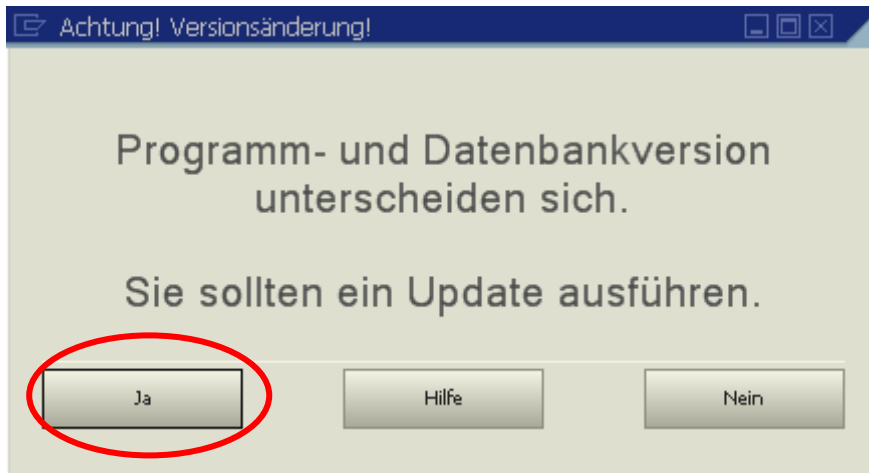 Achtung! Versionsänderung!
Programm- und Datenbankversion
unterscheiden sich.
Sie sollten ein Update ausführen.
Ja
Hilfe
Nein